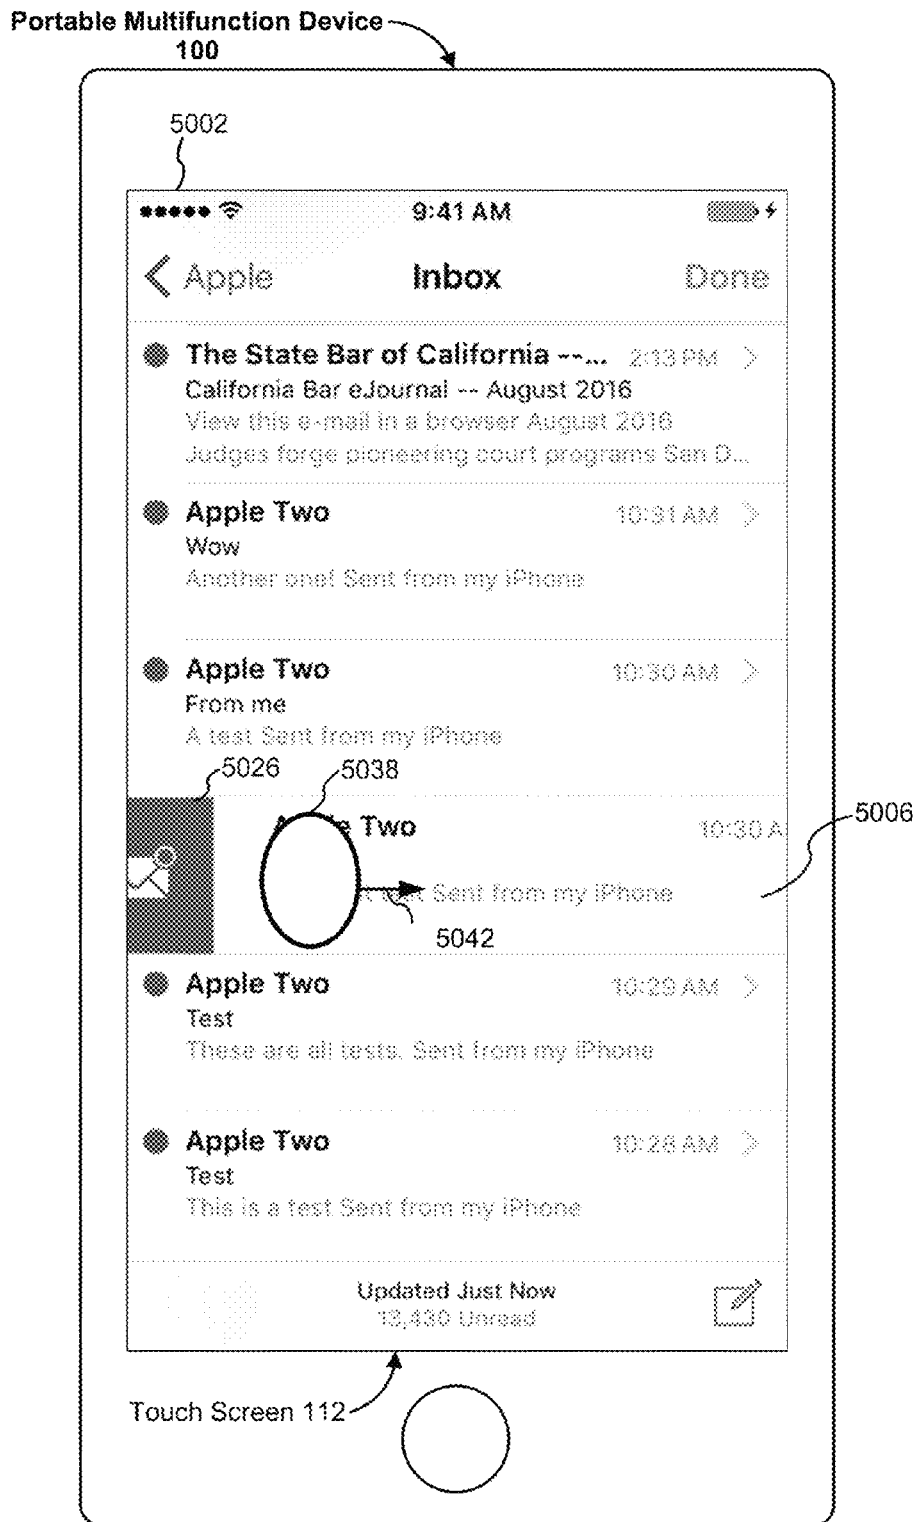 Portable Multifunction Device
100
5002
9:41 AM
Apple Inbox Done
The State Bar of California --... 2:13 PM
California Bar eJournal -- August 2016
View this e-mail in a browser August 2016
Judges forge pioneering court programs San D...
Apple Two 10:31 AM
Wow
Another one! Sent from my iPhone
Apple Two 10:30 AM
From me
A test Sent from my iPhone
5026 5038
Two 10:30 A
5006
Sent from my iPhone
5042
Apple Two 10:29 AM
Test
These are all tests. Sent from my iPhone
Apple Two 10:28 AM
Test
This is a test Sent from my iPhone
Updated Just Now
13,430 Unread
Touch Screen 112